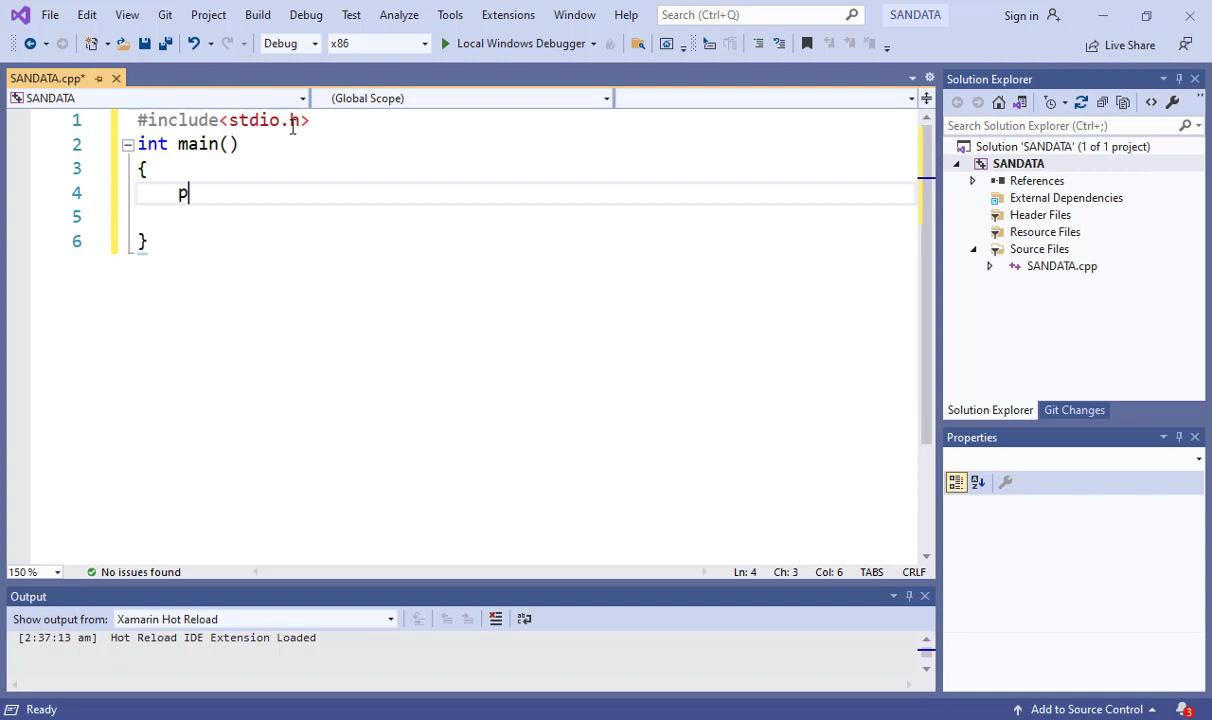 File Edit View Git Project Build Debug Test Analyze Tools Extensions Window Help Search (Ctrl+Q) SANDATA Sign in
Debug x86 Local Windows Debugger Live Share
SANDATA.cpp*
SANDATA (Global Scope)
1 #include<stdio.h>
2 int main()
3 {
4 p
5
6 }
150 % No issues found Ln: 4 Ch: 3 Col: 6 TABS CRLF
Output
Show output from: Xamarin Hot Reload
[2:37:13 am] Hot Reload IDE Extension Loaded
Solution Explorer
Search Solution Explorer (Ctrl+;)
Solution 'SANDATA' (1 of 1 project)
SANDATA
References
External Dependencies
Header Files
Resource Files
Source Files
SANDATA.cpp
Solution Explorer Git Changes
Properties
Ready Add to Source Control 3